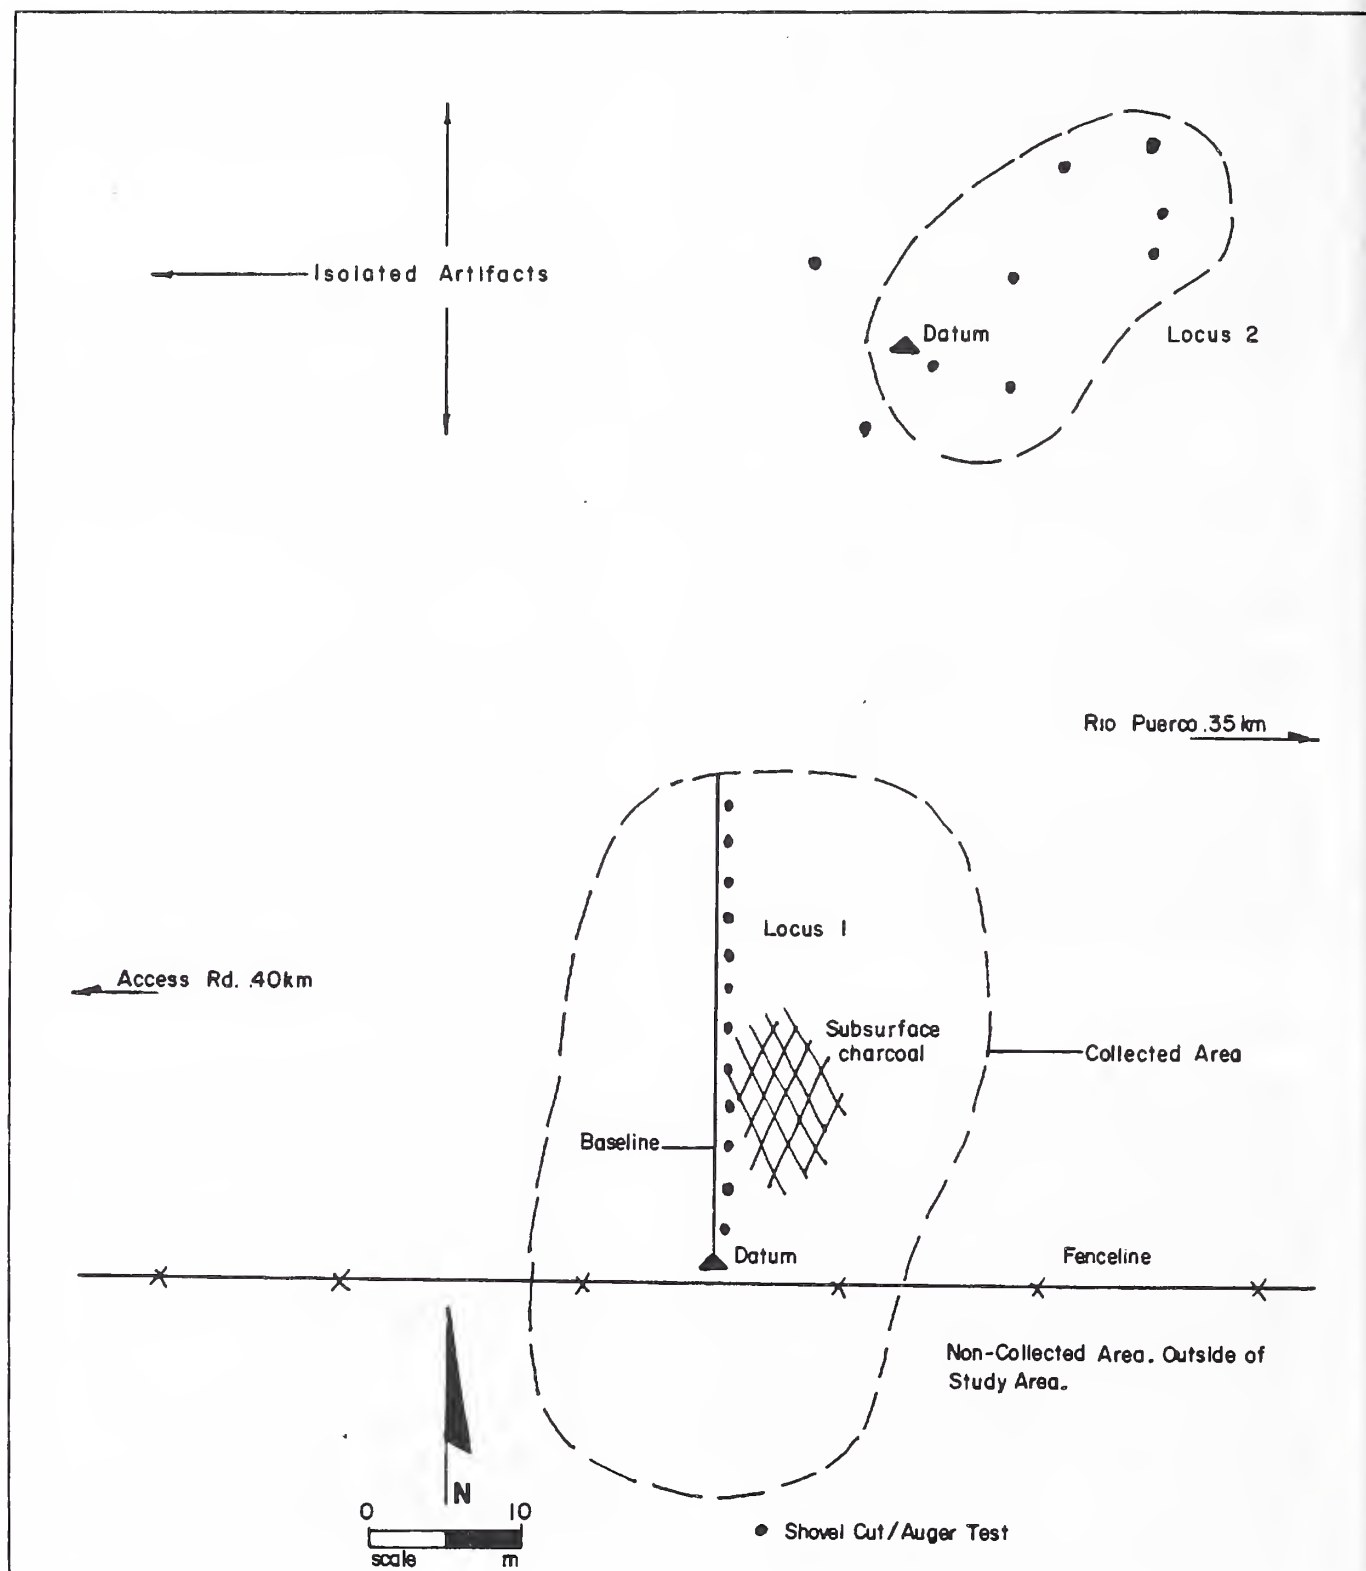 Isolated Artifacts
Datum
Locus 2
Rio Puerco .35 km
Locus 1
Access Rd. .40km
Subsurface
charcoal
Collected Area
Baseline
Datum
Fenceline
Non-Collected Area. Outside of
Study Area.
N
0 10
scale m
Shovel Cut/Auger Test